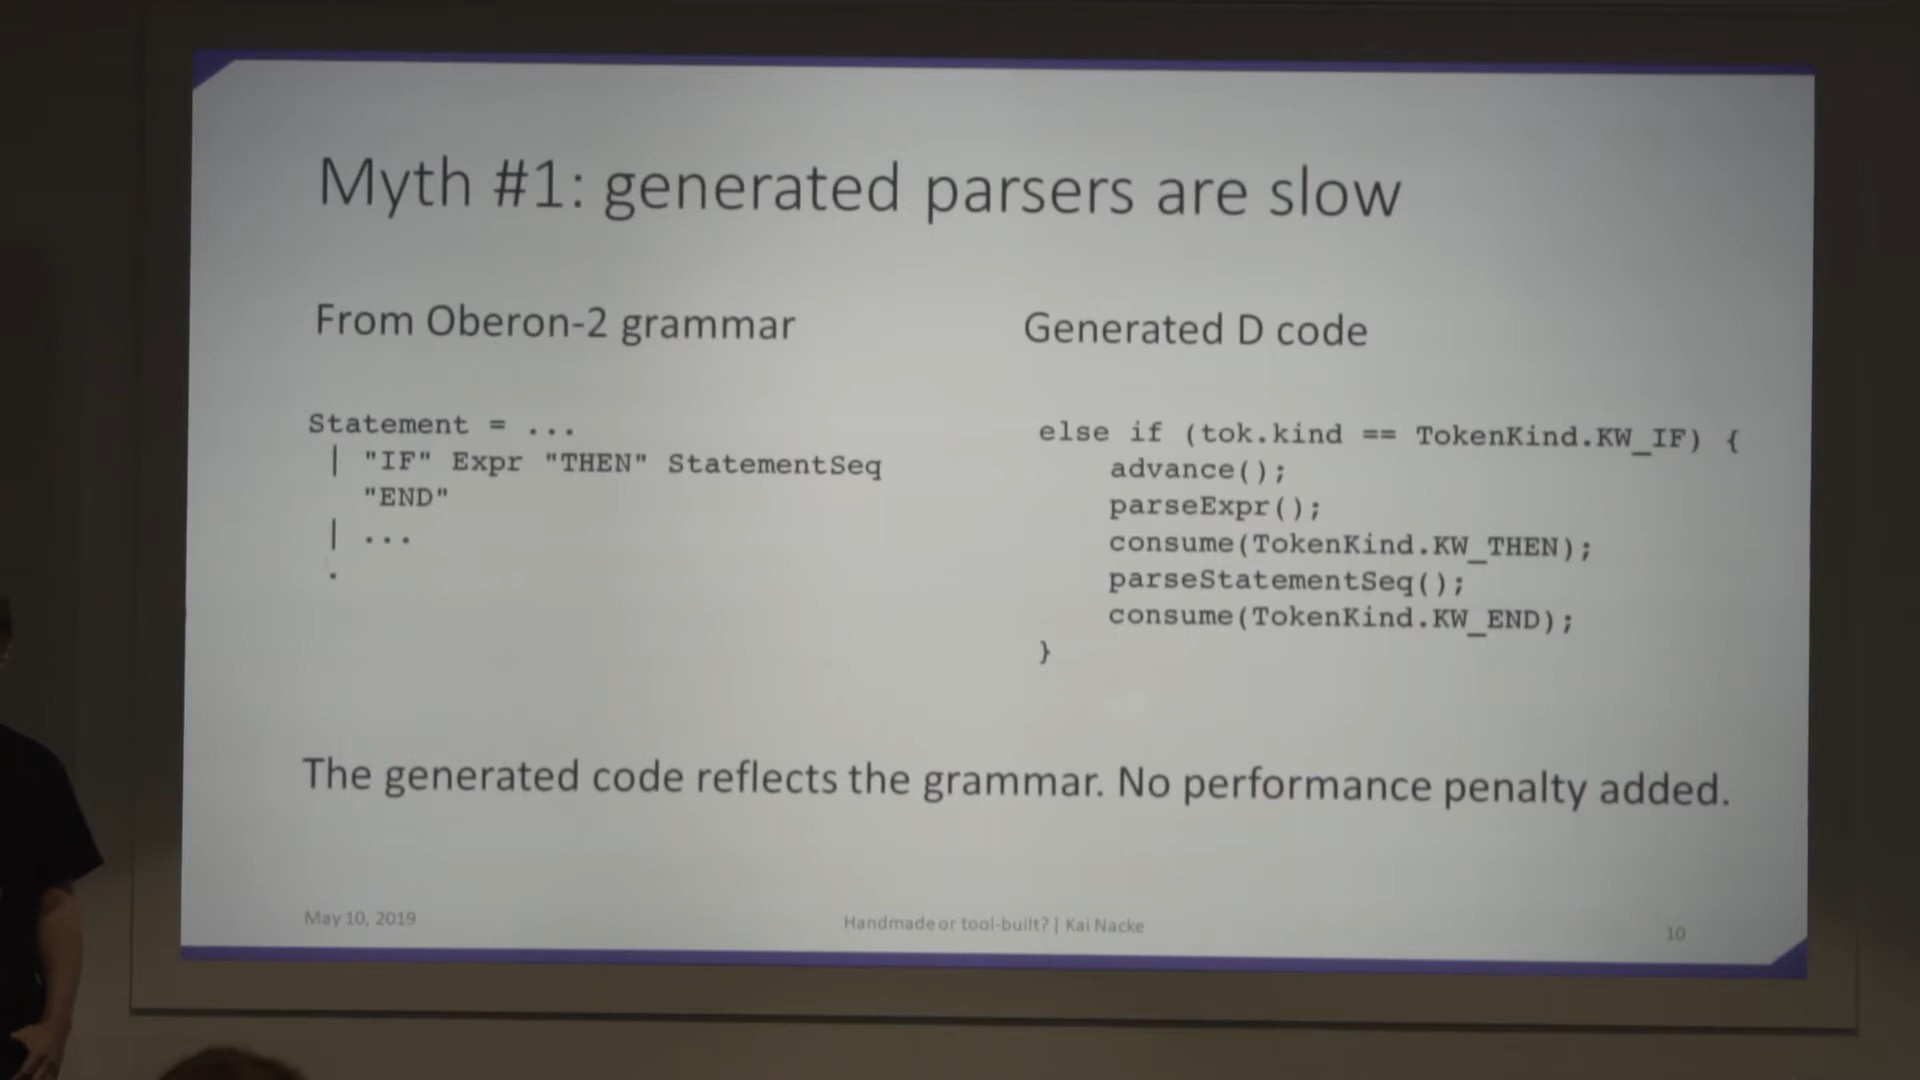 Myth #1: generated parsers are slow
From Oberon-2 grammar
Statement = ...
| "IF" Expr "THEN" StatementSeq
"END"
| ...
.
Generated D code
else if (tok.kind == TokenKind.KW_IF) {
advance();
parseExpr();
consume(TokenKind.KW_THEN);
parseStatementSeq();
consume(TokenKind.KW_END);
}
The generated code reflects the grammar. No performance penalty added.
May 10, 2019
Handmade or tool-built? | Kai Nacke
10